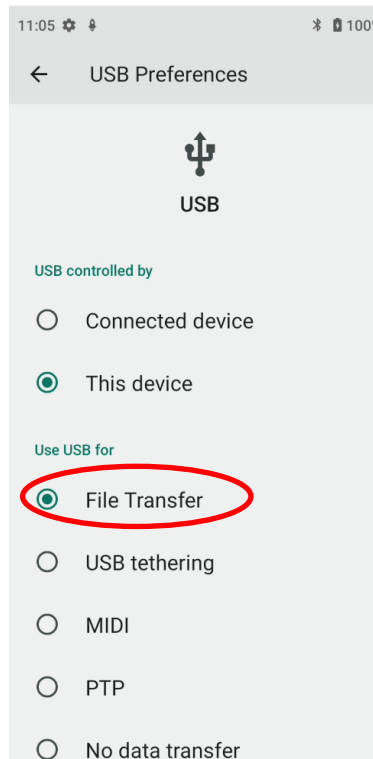 11:05 100%
USB Preferences
USB
USB controlled by
Connected device
This device
Use USB for
File Transfer
USB tethering
MIDI
PTP
No data transfer